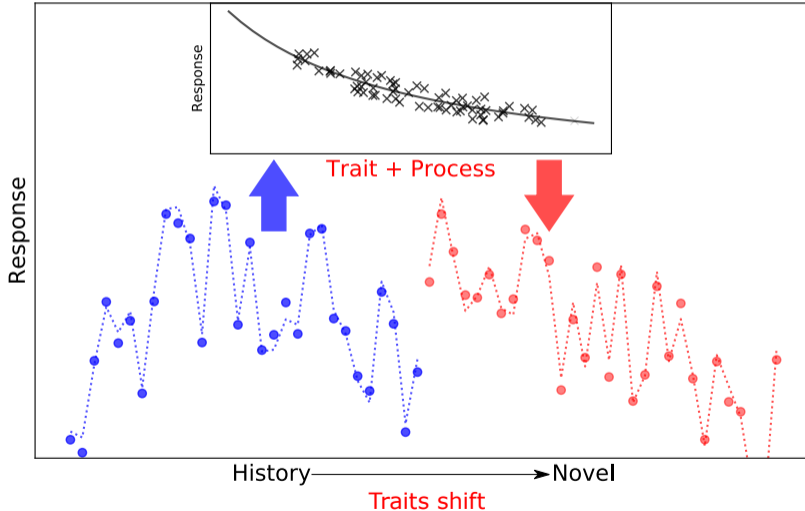 Response
Trait + Process
Response
History
Novel
Traits shift